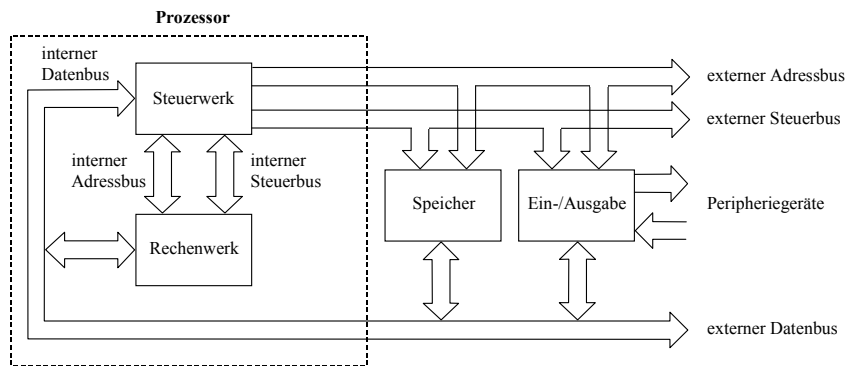 Prozessor
interner
Datenbus
Steuerwerk
externer Adressbus
externer Steuerbus
interner
Adressbus
interner
Steuerbus
Speicher
Ein-/Ausgabe
Peripheriegeräte
Rechenwerk
externer Datenbus